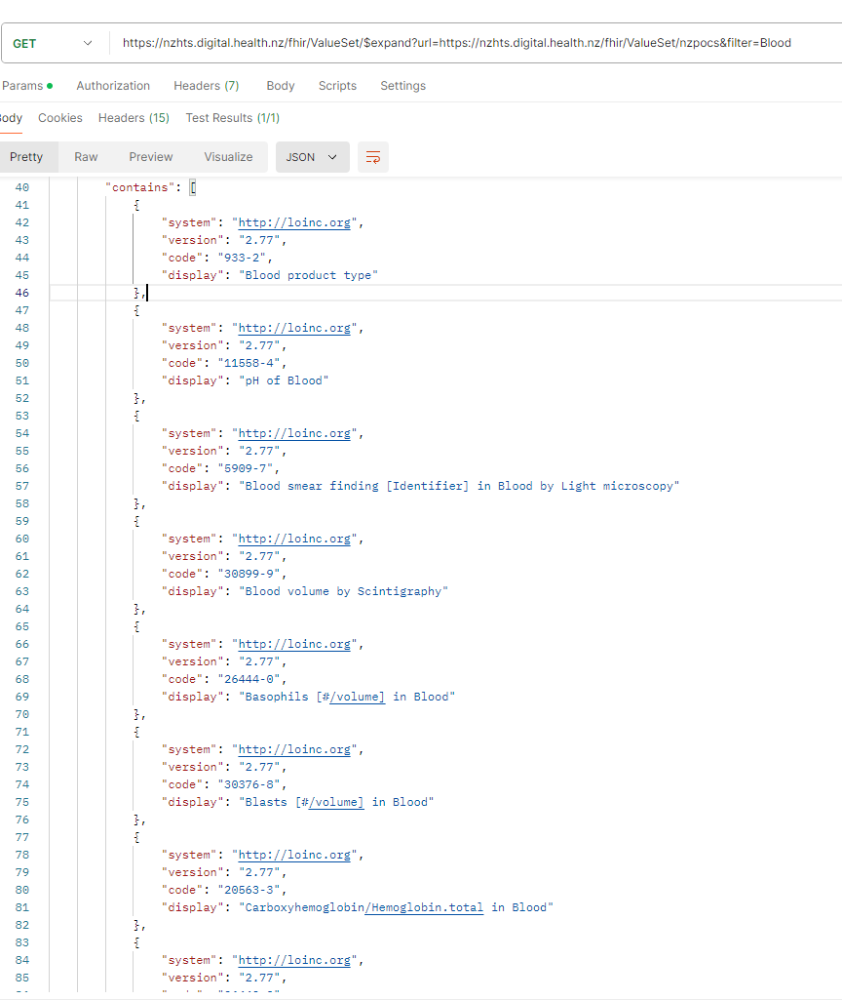 GET https://nzhts.digital.health.nz/fhir/ValueSet/$expand?url=https://nzhts.digital.health.nz/fhir/ValueSet/nzpocs&filter=Blood
Params Authorization Headers (7) Body Scripts Settings
Body Cookies Headers (15) Test Results (1/1)
Pretty Raw Preview Visualize JSON
40 "contains": [
41 {
42 "system": "http://loinc.org",
43 "version": "2.77",
44 "code": "933-2",
45 "display": "Blood product type"
46 },
47 {
48 "system": "http://loinc.org",
49 "version": "2.77",
50 "code": "11558-4",
51 "display": "pH of Blood"
52 },
53 {
54 "system": "http://loinc.org",
55 "version": "2.77",
56 "code": "5909-7",
57 "display": "Blood smear finding [Identifier] in Blood by Light microscopy"
58 },
59 {
60 "system": "http://loinc.org",
61 "version": "2.77",
62 "code": "30899-9",
63 "display": "Blood volume by Scintigraphy"
64 },
65 {
66 "system": "http://loinc.org",
67 "version": "2.77",
68 "code": "26444-0",
69 "display": "Basophils [#/volume] in Blood"
70 },
71 {
72 "system": "http://loinc.org",
73 "version": "2.77",
74 "code": "30376-8",
75 "display": "Blasts [#/volume] in Blood"
76 },
77 {
78 "system": "http://loinc.org",
79 "version": "2.77",
80 "code": "20563-3",
81 "display": "Carboxyhemoglobin/Hemoglobin.total in Blood"
82 },
83 {
84 "system": "http://loinc.org",
85 "version": "2.77",